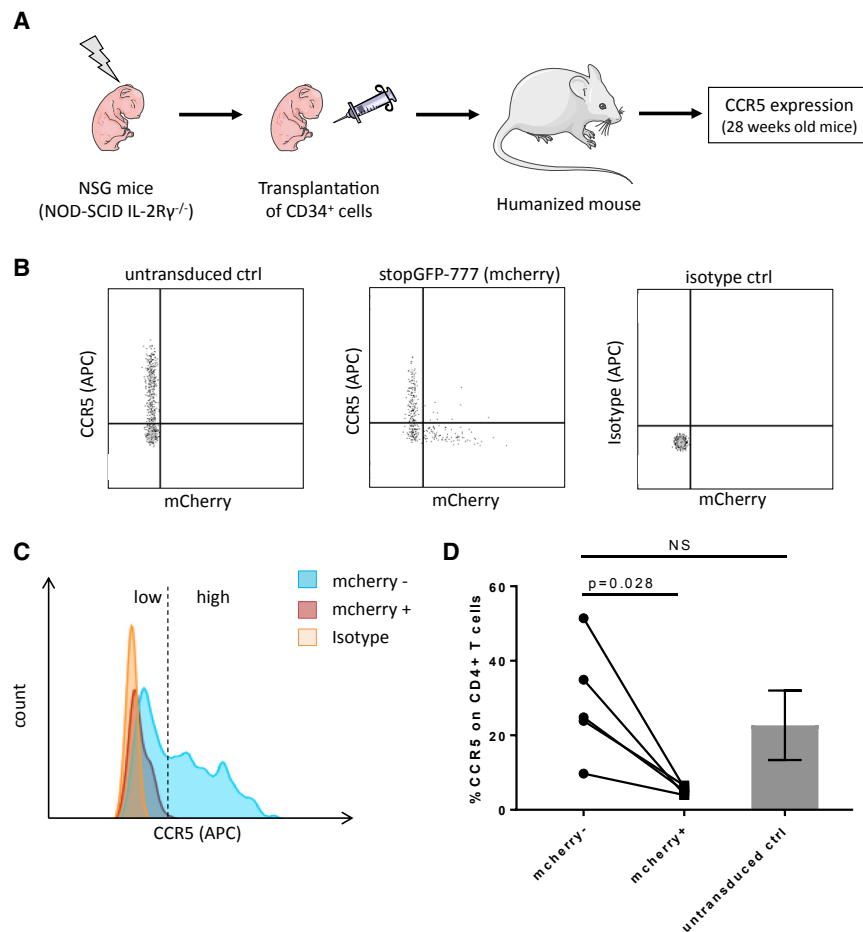 A
NSG mice
(NOD-SCID IL-2Rγ-/-)
Transplantation
of CD34+ cells
Humanized mouse
CCR5 expression
(28 weeks old mice)
B
untransduced ctrl
CCR5 (APC)
mCherry
stopGFP-777 (mcherry)
CCR5 (APC)
mCherry
isotype ctrl
Isotype (APC)
mCherry
C
low
high
mcherry -
mcherry +
Isotype
count
CCR5 (APC)
D
NS
p=0.028
% CCR5 on CD4+ T cells
60
40
20
0
mcherry-
mcherry+
untransduced ctrl